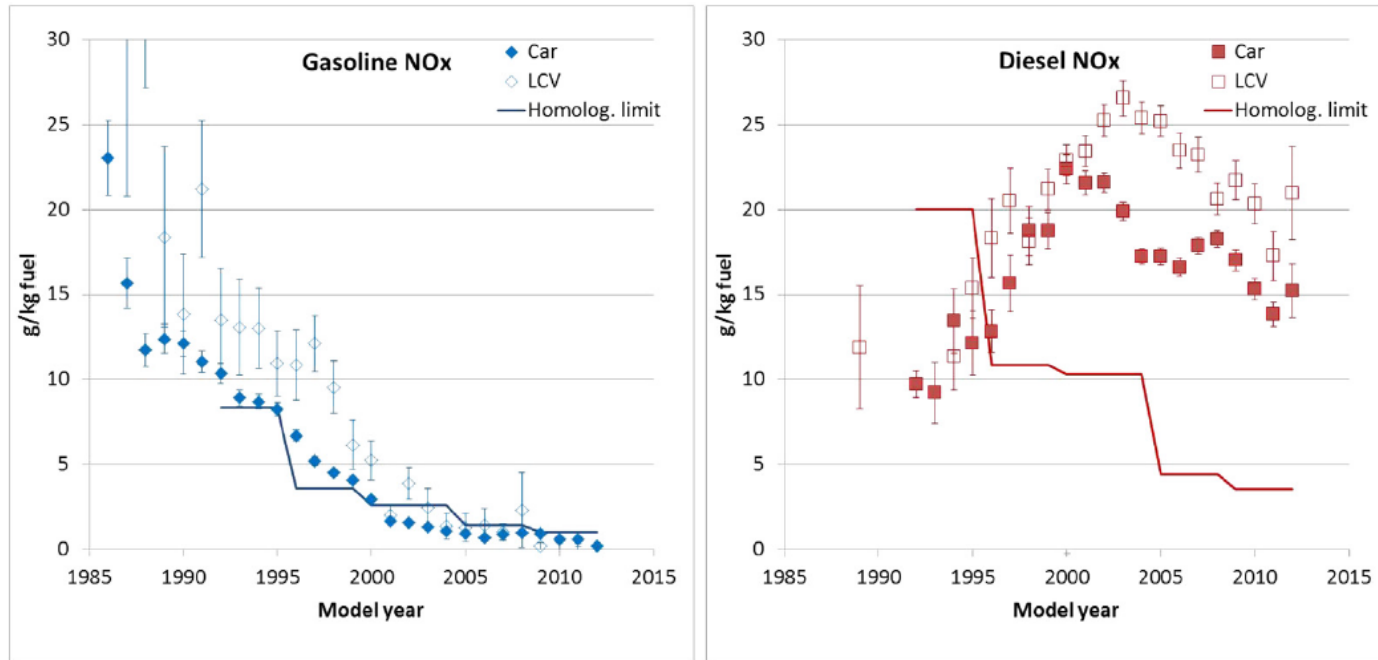 Gasoline NOx
Car
LCV
Homolog. limit
g/kg fuel
30
25
20
15
10
5
0
1985 1990 1995 2000 2005 2010 2015
Model year
Diesel NOx
Car
LCV
Homolog. limit
g/kg fuel
30
25
20
15
10
5
0
1985 1990 1995 2000 2005 2010 2015
Model year